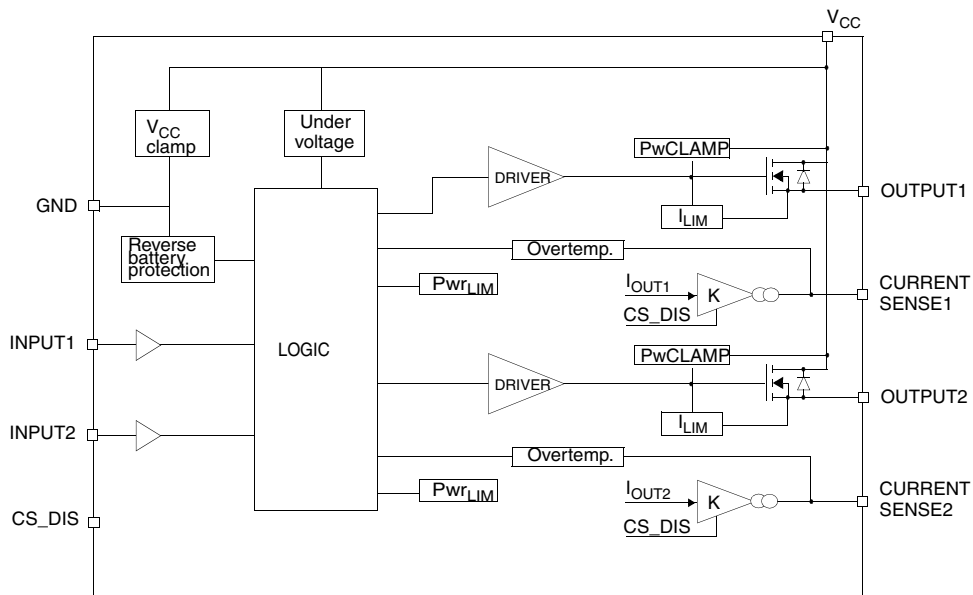 VCC
VCC
clamp
Under
voltage
PwCLAMP
DRIVER
GND
OUTPUT1
ILIM
Reverse
battery
protection
Overtemp.
PwrLIM
IOUT1
K
CURRENT
SENSE1
CS_DIS
INPUT1
LOGIC
PwCLAMP
DRIVER
OUTPUT2
ILIM
INPUT2
Overtemp.
PwrLIM
IOUT2
K
CURRENT
SENSE2
CS_DIS
CS_DIS